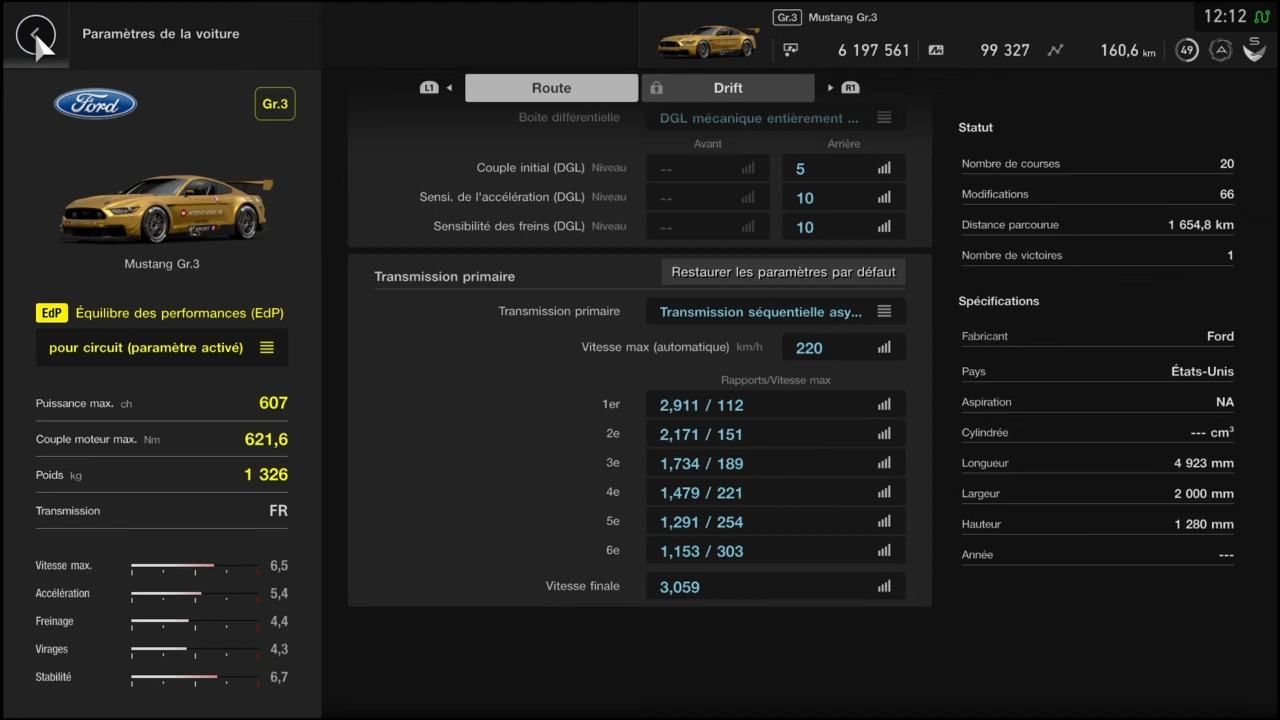 Paramètres de la voiture
Gr.3 Mustang Gr.3
12:12
6 197 561 99 327 160,6 km 49
Ford
Gr.3
Mustang Gr.3
EdP Équilibre des performances (EdP)
pour circuit (paramètre activé)
Puissance max. ch 607
Couple moteur max. Nm 621,6
Poids kg 1 326
Transmission FR
Vitesse max. 6,5
Accélération 5,4
Freinage 4,4
Virages 4,3
Stabilité 6,7
L1 Route Drift R1
Boite différentielle DGL mécanique entièrement ...
Avant Arrière
Couple initial (DGL) Niveau -- 5
Sensi. de l'accélération (DGL) Niveau -- 10
Sensibilité des freins (DGL) Niveau -- 10
Transmission primaire Restaurer les paramètres par défaut
Transmission primaire Transmission séquentielle asy...
Vitesse max (automatique) km/h 220
Rapports/Vitesse max
1er 2,911 / 112
2e 2,171 / 151
3e 1,734 / 189
4e 1,479 / 221
5e 1,291 / 254
6e 1,153 / 303
Vitesse finale 3,059
Statut
Nombre de courses 20
Modifications 66
Distance parcourue 1 654,8 km
Nombre de victoires 1
Spécifications
Fabricant Ford
Pays États-Unis
Aspiration NA
Cylindrée --- cm³
Longueur 4 923 mm
Largeur 2 000 mm
Hauteur 1 280 mm
Année ---